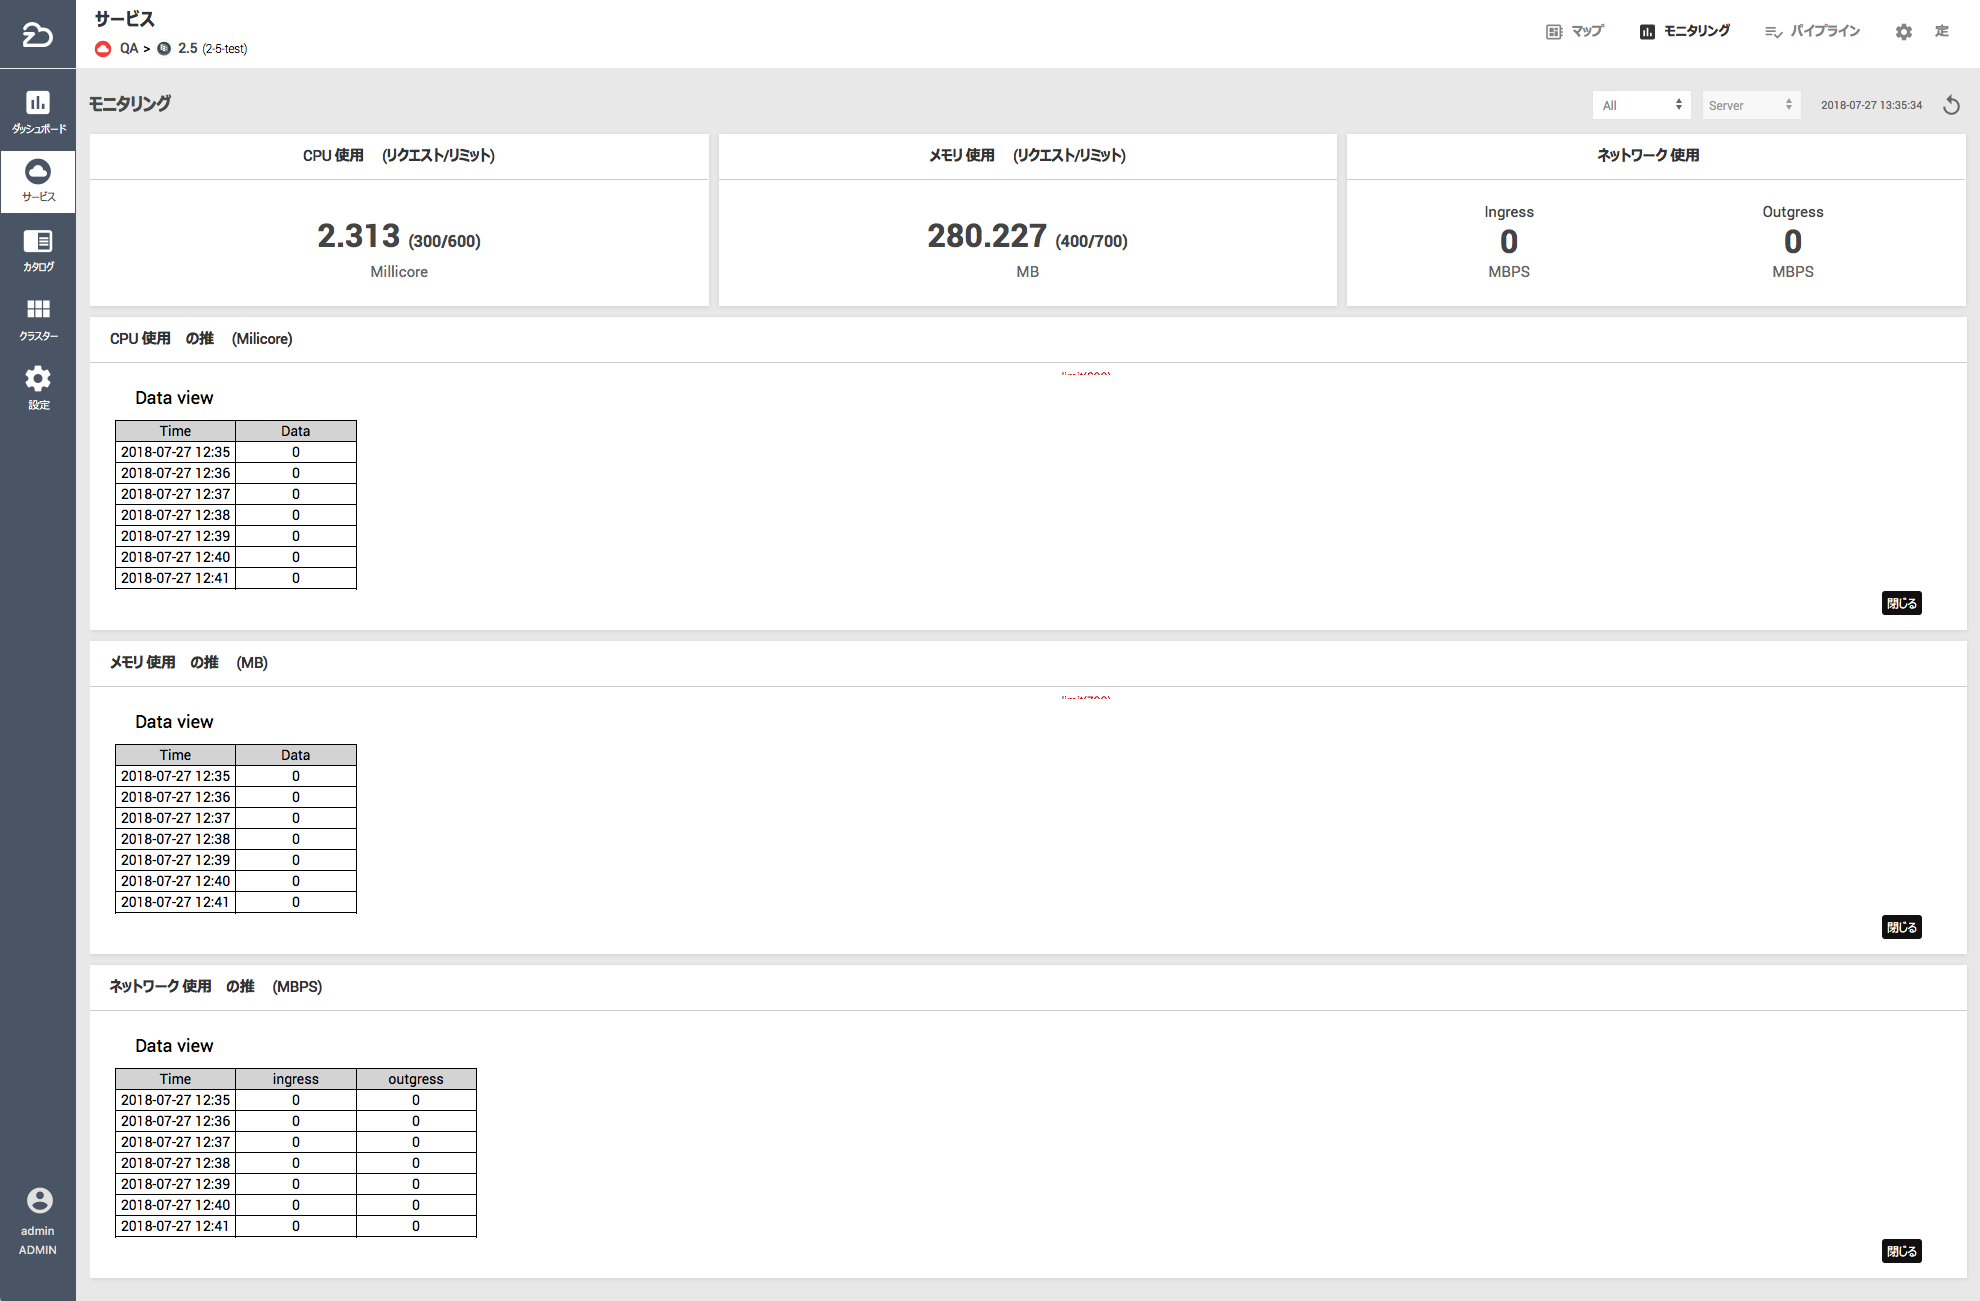 サービス
QA > 2.5 (2-5-test)
マップ
モニタリング
パイプライン
定
ダッシュボード
サービス
カタログ
クラスター
設定
admin
ADMIN
モニタリング
All
Server
2018-07-27 13:35:34
CPU 使用 (リクエスト/リミット)
2.313 (300/600)
Millicore
メモリ 使用 (リクエスト/リミット)
280.227 (400/700)
MB
ネットワーク 使用
Ingress
0
MBPS
Outgress
0
MBPS
CPU 使用 の推 (Milicore)
Data view
Time Data
2018-07-27 12:35 0
2018-07-27 12:36 0
2018-07-27 12:37 0
2018-07-27 12:38 0
2018-07-27 12:39 0
2018-07-27 12:40 0
2018-07-27 12:41 0
閉じる
メモリ 使用 の推 (MB)
Data view
Time Data
2018-07-27 12:35 0
2018-07-27 12:36 0
2018-07-27 12:37 0
2018-07-27 12:38 0
2018-07-27 12:39 0
2018-07-27 12:40 0
2018-07-27 12:41 0
閉じる
ネットワーク 使用 の推 (MBPS)
Data view
Time ingress outgress
2018-07-27 12:35 0 0
2018-07-27 12:36 0 0
2018-07-27 12:37 0 0
2018-07-27 12:38 0 0
2018-07-27 12:39 0 0
2018-07-27 12:40 0 0
2018-07-27 12:41 0 0
閉じる